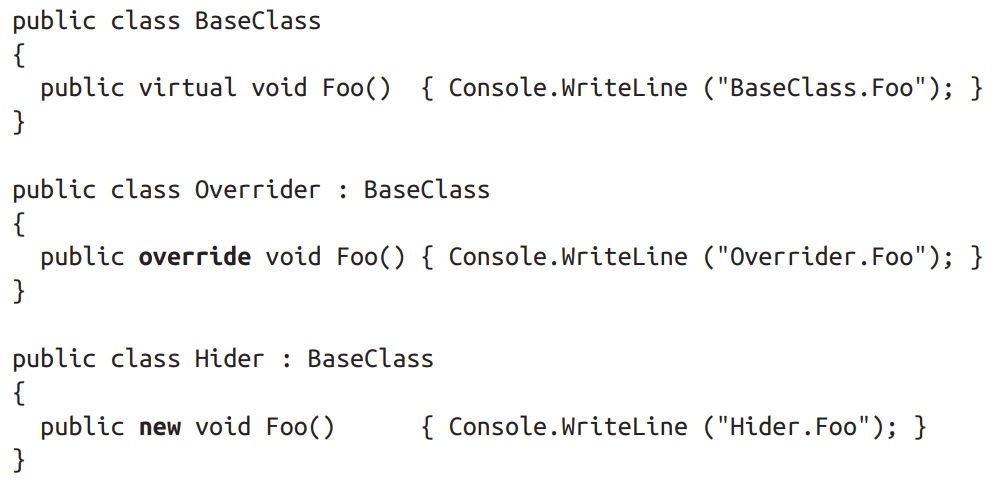 public class BaseClass
{
  public virtual void Foo()  { Console.WriteLine ("BaseClass.Foo"); }
}

public class Overrider : BaseClass
{
  public override void Foo() { Console.WriteLine ("Overrider.Foo"); }
}

public class Hider : BaseClass
{
  public new void Foo()      { Console.WriteLine ("Hider.Foo"); }
}